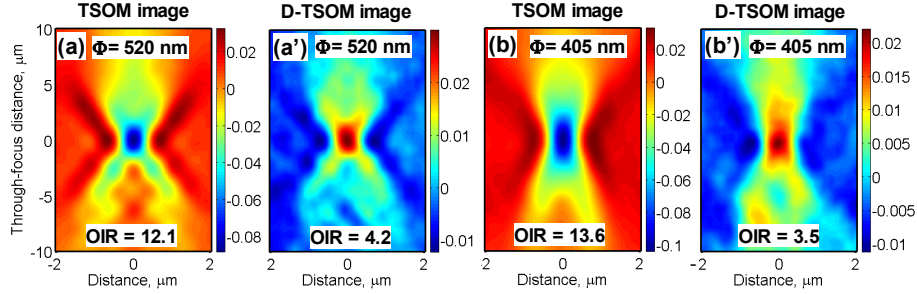 TSOM image
D-TSOM image
TSOM image
D-TSOM image
(a) Φ= 520 nm
(a') Φ= 520 nm
(b) Φ= 405 nm
(b') Φ= 405 nm
Through-focus distance, μm
10
5
0
-5
-10
OIR = 12.1
OIR = 4.2
OIR = 13.6
OIR = 3.5
0.02
0
-0.02
-0.04
-0.06
-0.08
0.02
0.01
0
-0.01
0.02
0
-0.02
-0.04
-0.06
-0.08
-0.1
0.02
0.015
0.01
0.005
0
-0.005
-0.01
-2 0 2
-2 0 2
-2 0 2
-2 0 2
Distance, μm
Distance, μm
Distance, μm
Distance, μm